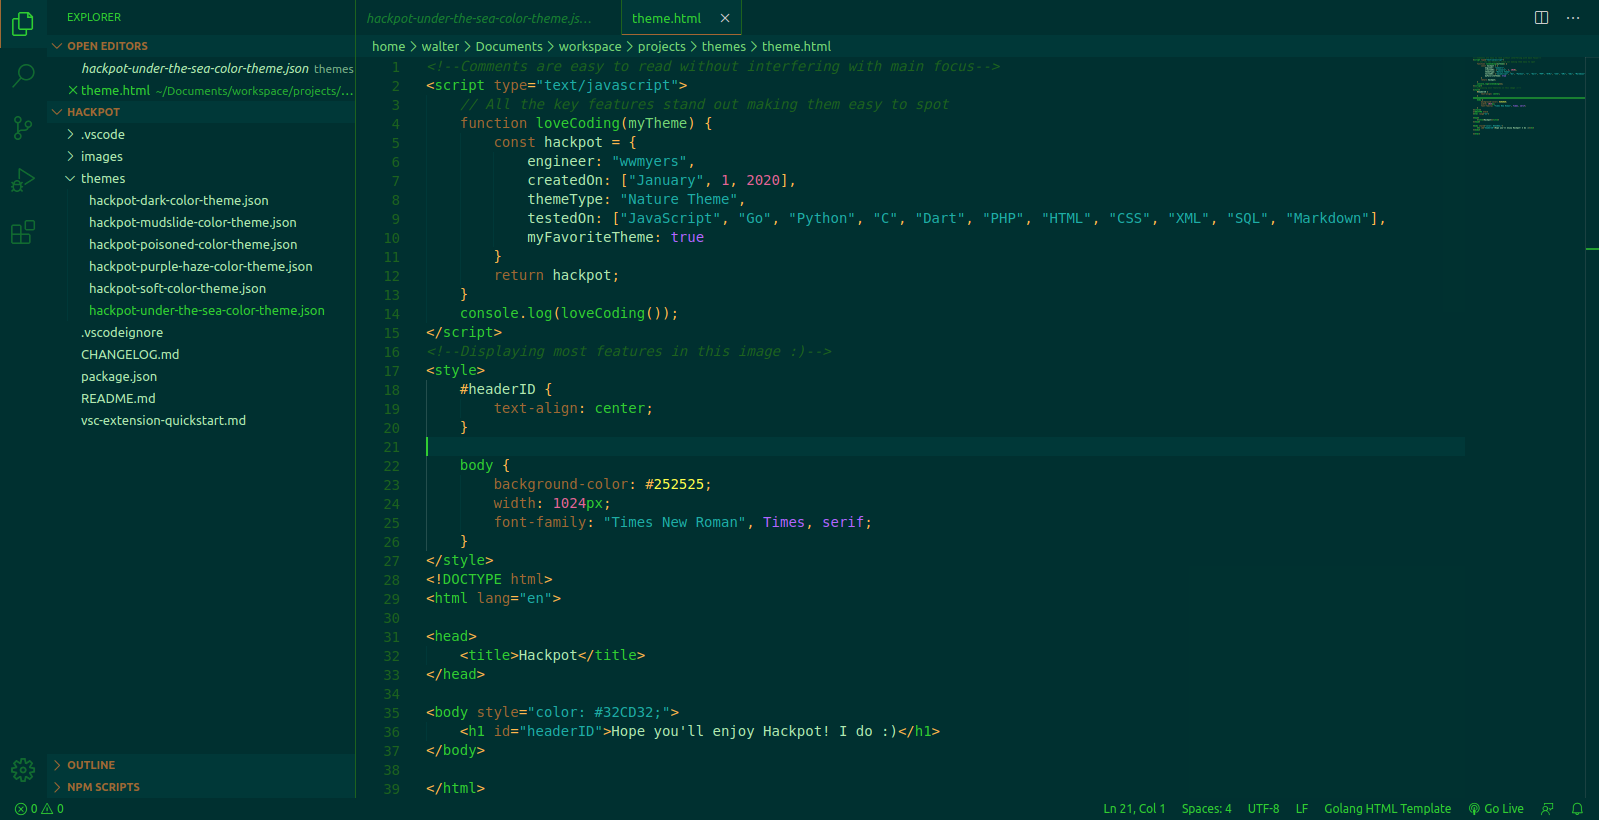 EXPLORER
OPEN EDITORS
hackpot-under-the-sea-color-theme.json themes
theme.html ~/Documents/workspace/projects/...
HACKPOT
.vscode
images
themes
hackpot-dark-color-theme.json
hackpot-mudslide-color-theme.json
hackpot-poisoned-color-theme.json
hackpot-purple-haze-color-theme.json
hackpot-soft-color-theme.json
hackpot-under-the-sea-color-theme.json
.vscodeignore
CHANGELOG.md
package.json
README.md
vsc-extension-quickstart.md
OUTLINE
NPM SCRIPTS
hackpot-under-the-sea-color-theme.js...
theme.html
home > walter > Documents > workspace > projects > themes > theme.html
1 <!--Comments are easy to read without interfering with main focus-->
2 <script type="text/javascript">
3 // All the key features stand out making them easy to spot
4 function loveCoding(myTheme) {
5 const hackpot = {
6 engineer: "wwmyers",
7 createdOn: ["January", 1, 2020],
8 themeType: "Nature Theme",
9 testedOn: ["JavaScript", "Go", "Python", "C", "Dart", "PHP", "HTML", "CSS", "XML", "SQL", "Markdown"],
10 myFavoriteTheme: true
11 }
12 return hackpot;
13 }
14 console.log(loveCoding());
15 </script>
16 <!--Displaying most features in this image :)-->
17 <style>
18 #headerID {
19 text-align: center;
20 }
21
22 body {
23 background-color: #252525;
24 width: 1024px;
25 font-family: "Times New Roman", Times, serif;
26 }
27 </style>
28 <!DOCTYPE html>
29 <html lang="en">
30
31 <head>
32 <title>Hackpot</title>
33 </head>
34
35 <body style="color: #32CD32;">
36 <h1 id="headerID">Hope you'll enjoy Hackpot! I do :)</h1>
37 </body>
38
39 </html>
0 0 Ln 21, Col 1 Spaces: 4 UTF-8 LF Golang HTML Template Go Live